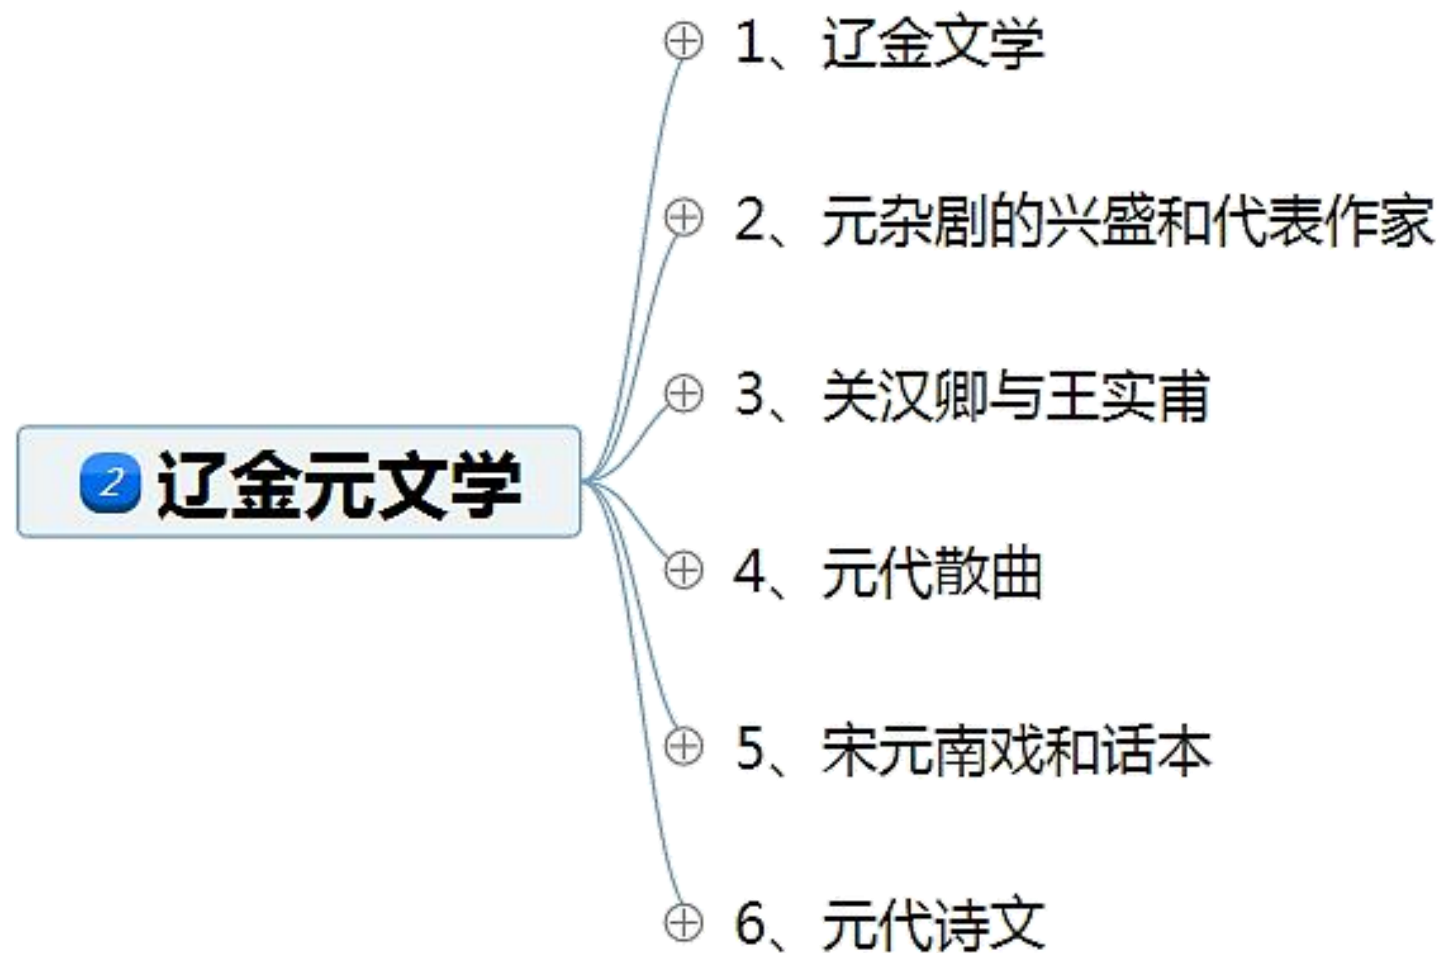 1、辽金文学
2、元杂剧的兴盛和代表作家
3、关汉卿与王实甫
2 辽金元文学
4、元代散曲
5、宋元南戏和话本
6、元代诗文